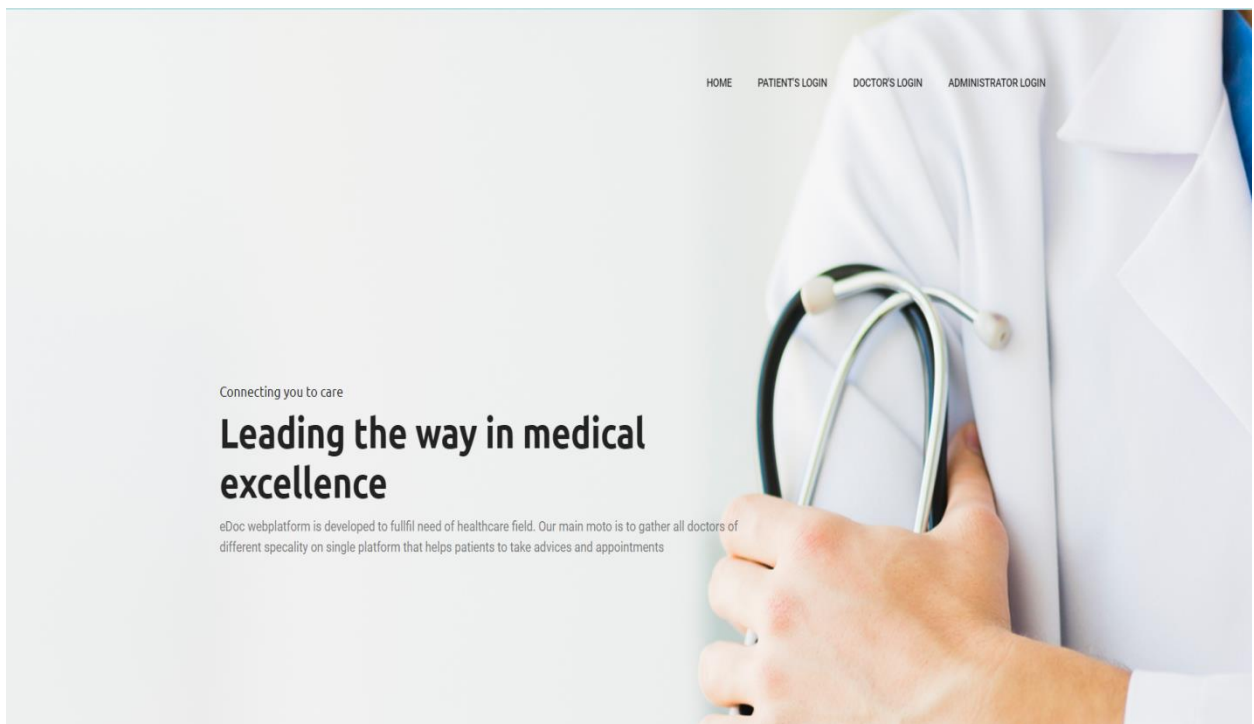 HOME PATIENT'S LOGIN DOCTOR'S LOGIN ADMINISTRATOR LOGIN
Connecting you to care
Leading the way in medical
excellence
eDoc webplatform is developed to fullfil need of healthcare field. Our main moto is to gather all doctors of
different specality on single platform that helps patients to take advices and appointments